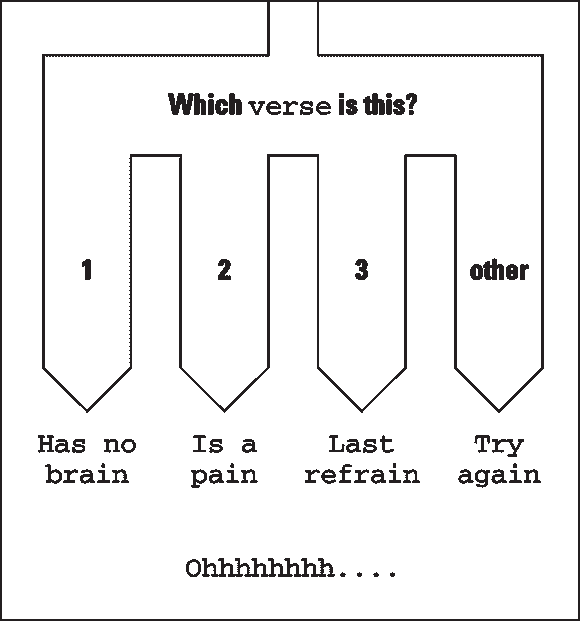 Which verse is this?
1 2 3 other
Has no Is a Last Try
brain pain refrain again
Ohhhhhhhh....